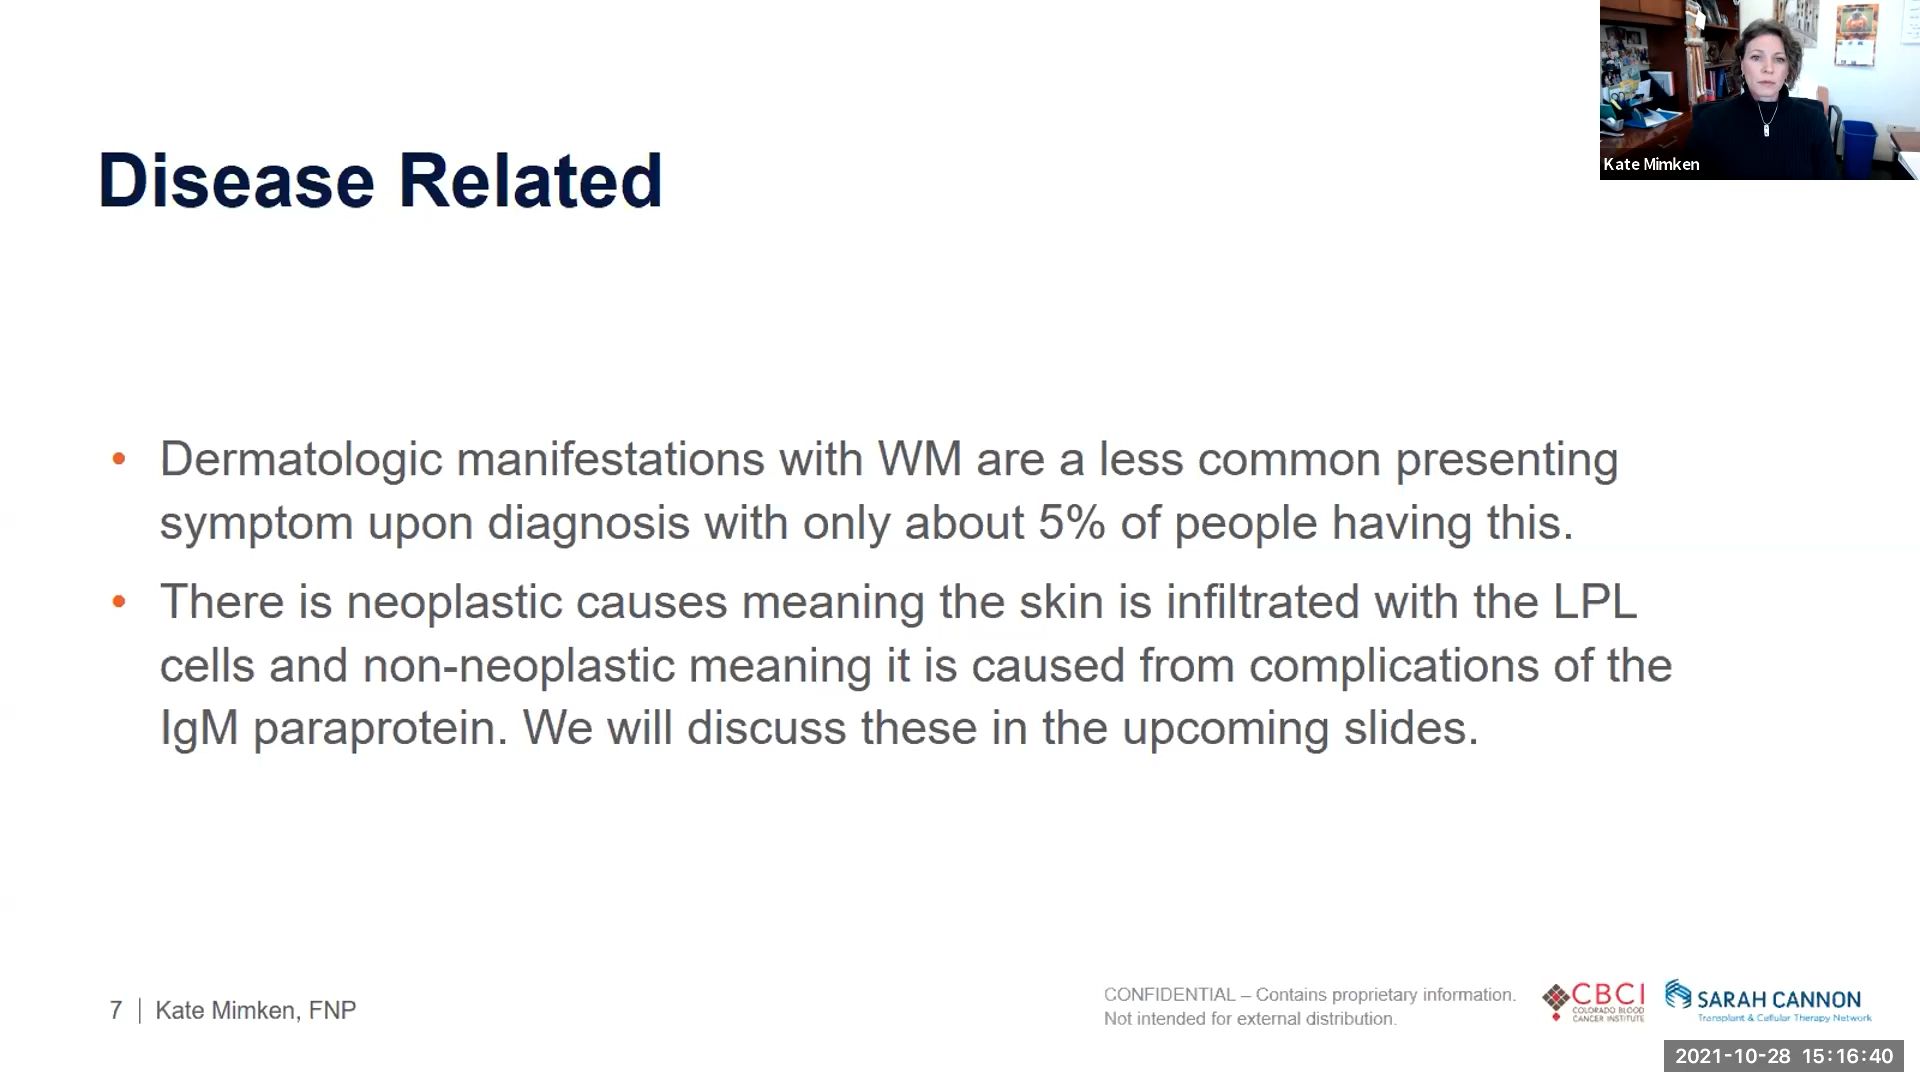 Kate Mimken
Disease Related
• Dermatologic manifestations with WM are a less common presenting
symptom upon diagnosis with only about 5% of people having this.
• There is neoplastic causes meaning the skin is infiltrated with the LPL
cells and non-neoplastic meaning it is caused from complications of the
IgM paraprotein. We will discuss these in the upcoming slides.
7 | Kate Mimken, FNP
CONFIDENTIAL – Contains proprietary information.
Not intended for external distribution.
CBCI
COLORADO BLOOD
CANCER INSTITUTE
SARAH CANNON
Transplant & Cellular Therapy Network
2021-10-28 15:16:40